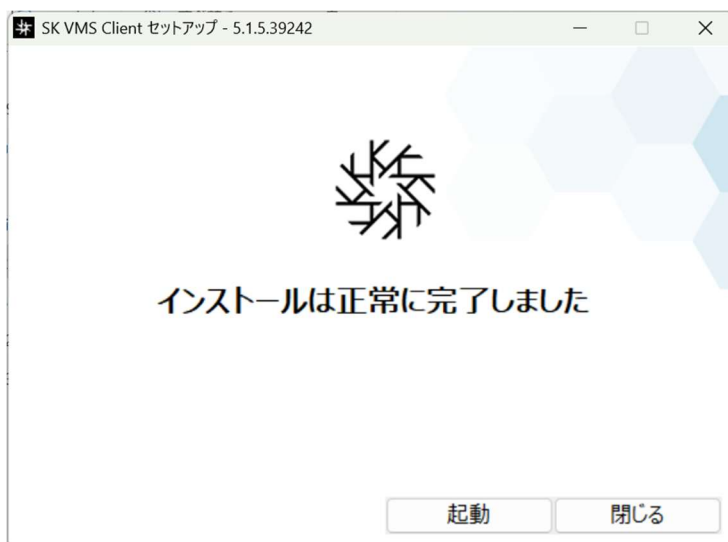 SK VMS Client セットアップ - 5.1.5.39242
インストールは正常に完了しました
起動
閉じる